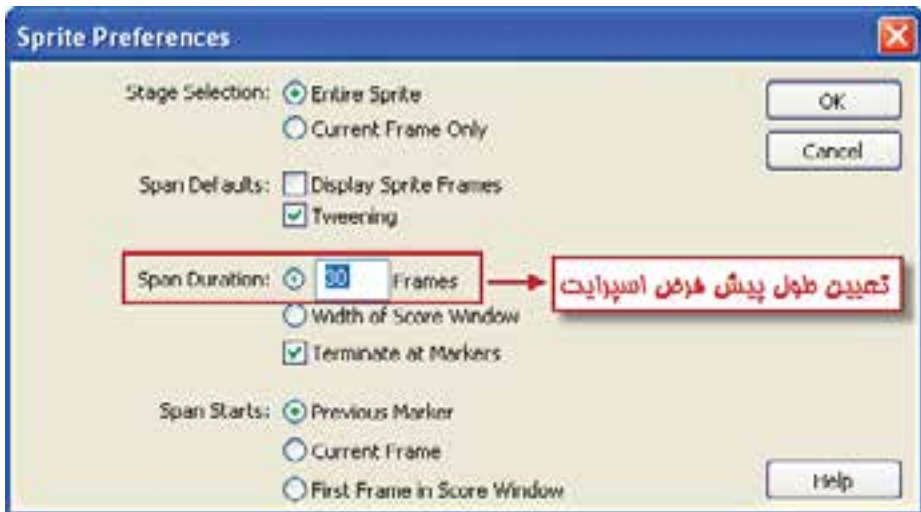 Sprite Preferences
Stage Selection: Entire Sprite
Current Frame Only
OK
Cancel
Span Defaults: Display Sprite Frames
Tweening
Span Duration: 30 Frames
تعیین طول پیش فرض اسپرایت
Width of Score Window
Terminate at Markers
Span Starts: Previous Marker
Current Frame
First Frame in Score Window
Help